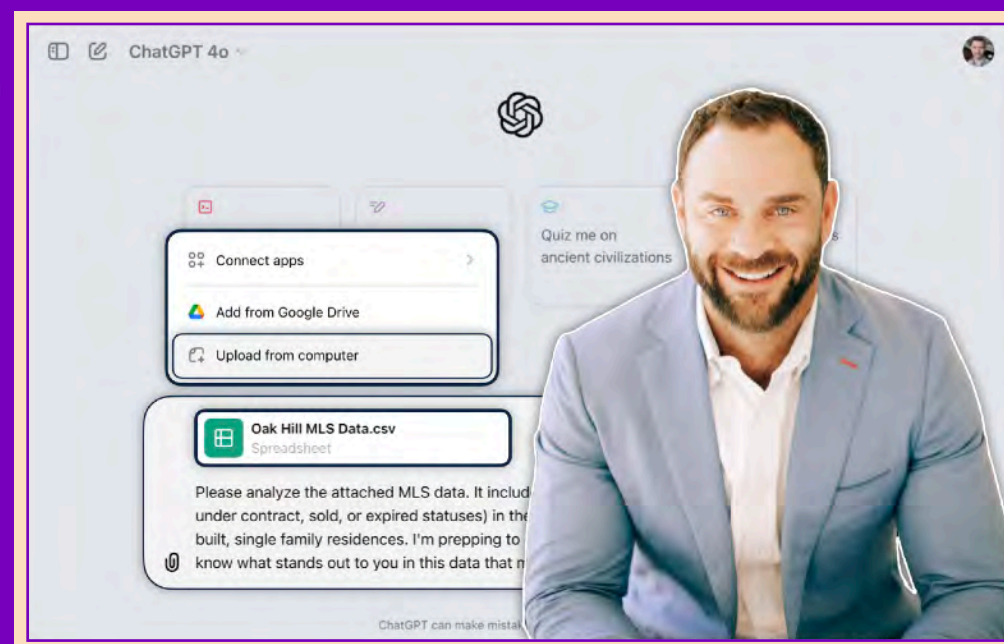 ChatGPT 4o
Quiz me on
ancient civilizations
s
Connect apps
Add from Google Drive
Upload from computer
Oak Hill MLS Data.csv
Spreadsheet
Please analyze the attached MLS data. It includ
under contract, sold, or expired statuses) in the
built, single family residences. I'm prepping to
know what stands out to you in this data that
ChatGPT can make mista